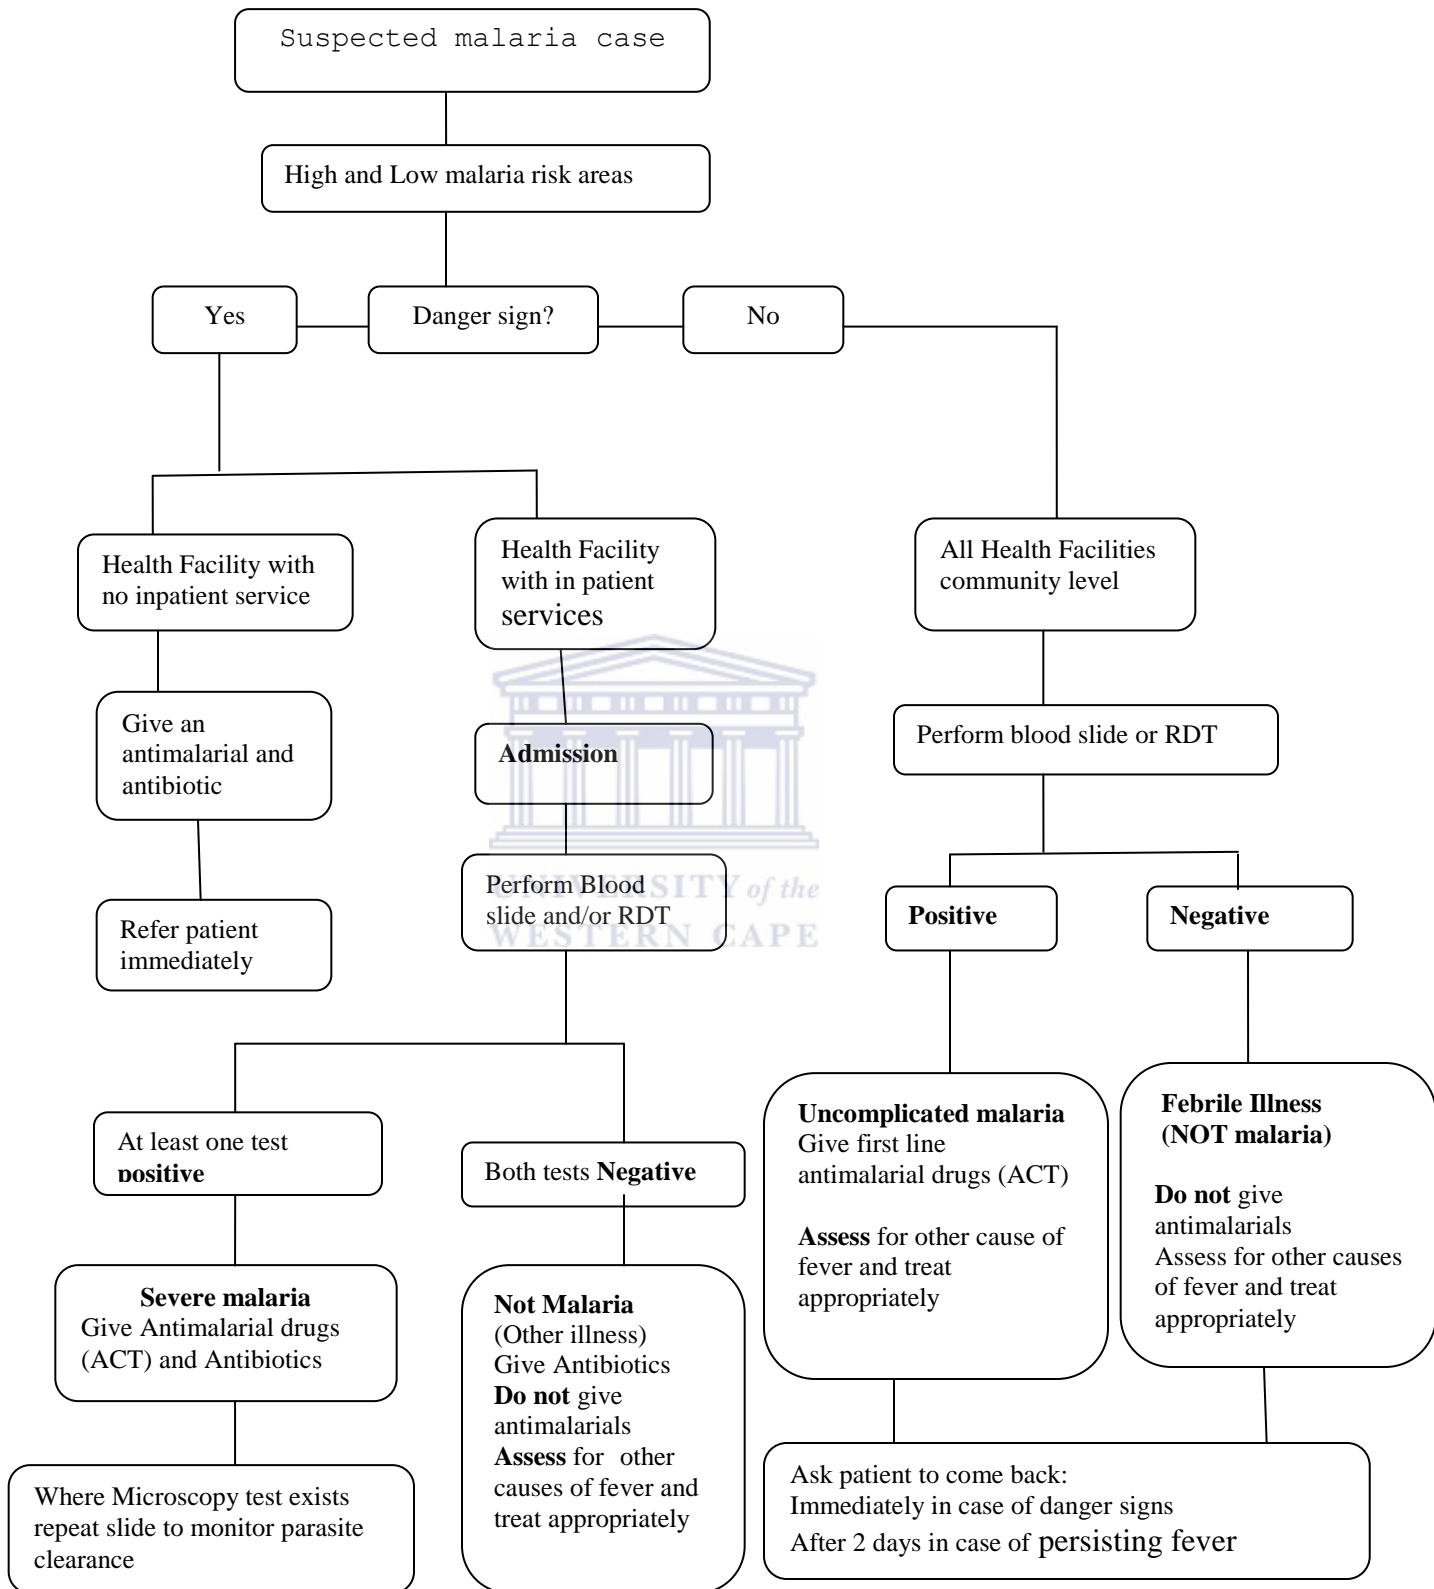 Suspected malaria case
High and Low malaria risk areas
Yes
Danger sign?
No
Health Facility with
no inpatient service
Health Facility
with in patient
services
All Health Facilities
community level
Give an
antimalarial and
antibiotic
Admission
Perform blood slide or RDT
Refer patient
immediately
Perform Blood
slide and/or RDT
UNIVERSITY of the
WESTERN CAPE
Positive
Negative
At least one test
positive
Both tests Negative
Uncomplicated malaria
Give first line
antimalarial drugs (ACT)
Assess for other cause of
fever and treat
appropriately
Febrile Illness
(NOT malaria)
Do not give
antimalarials
Assess for other causes
of fever and treat
appropriately
Severe malaria
Give Antimalarial drugs
(ACT) and Antibiotics
Not Malaria
(Other illness)
Give Antibiotics
Do not give
antimalarials
Assess for other
causes of fever and
treat appropriately
Where Microscopy test exists
repeat slide to monitor parasite
clearance
Ask patient to come back:
Immediately in case of danger signs
After 2 days in case of persisting fever